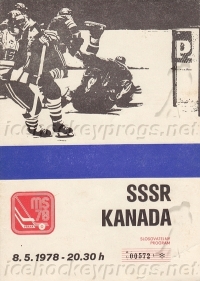 P
icehockeyprogs.net
SSSR
KANADA
MS
78
00572
8.5.1978 - 20.30 h
icehockeyprogs.net